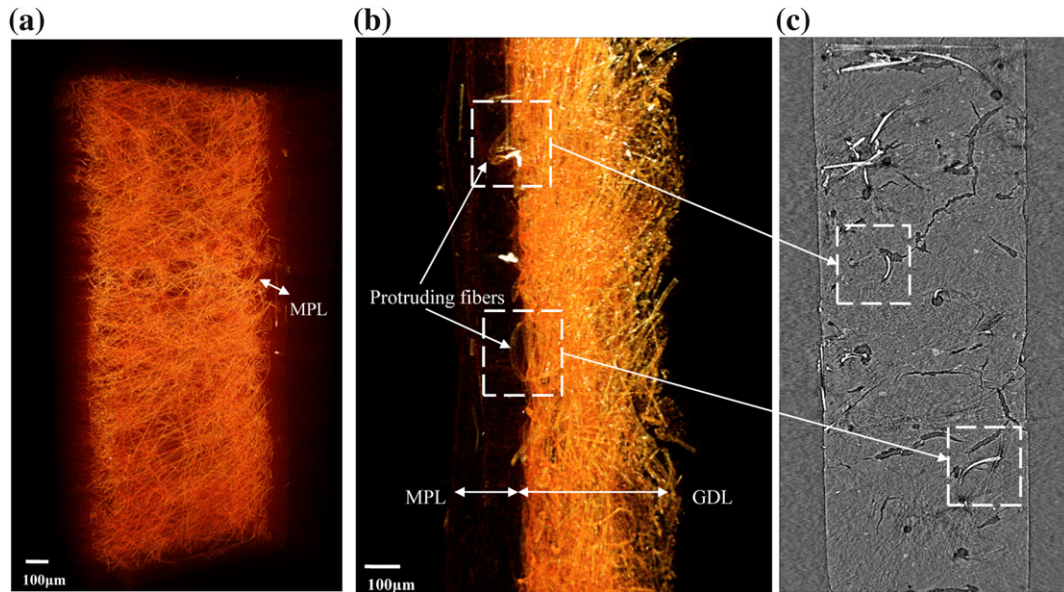 (a)
(b)
(c)
MPL
Protruding fibers
MPL
GDL
100μm
100μm